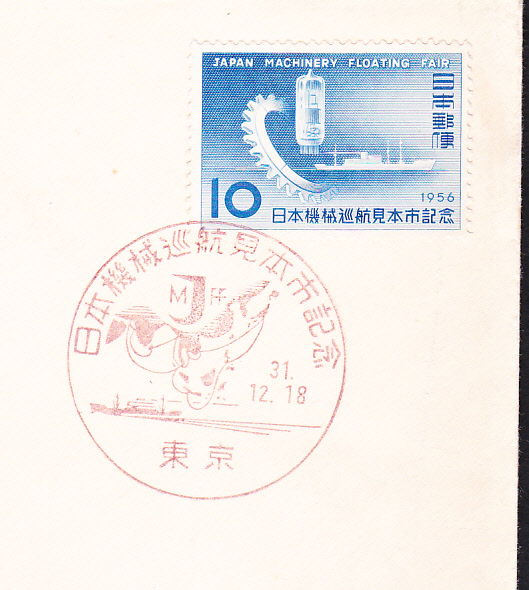 JAPAN MACHINERY FLOATING FAIR
日本郵便
1956
10
日本機械巡航見本市記念
日本機械巡航見本市記念
J
M FF
31.
12.18
東京